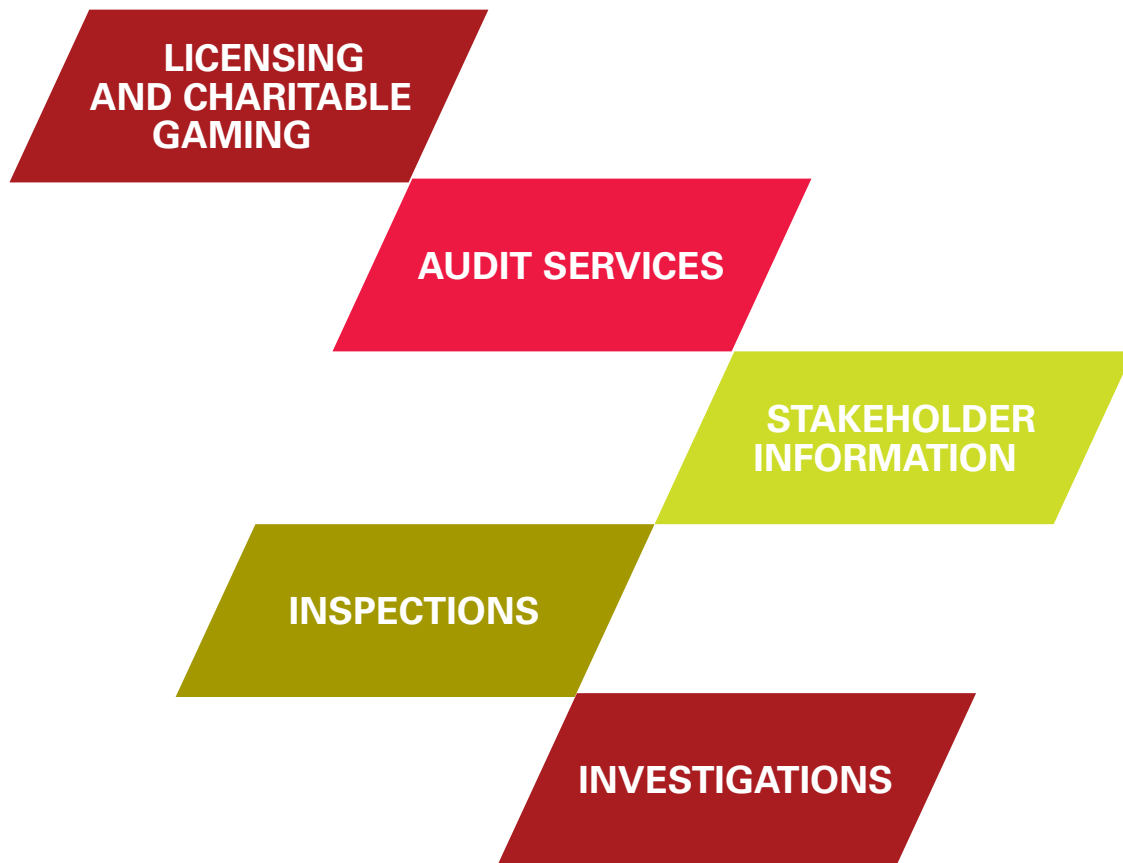 LICENSING
AND CHARITABLE
GAMING
AUDIT SERVICES
STAKEHOLDER
INFORMATION
INSPECTIONS
INVESTIGATIONS